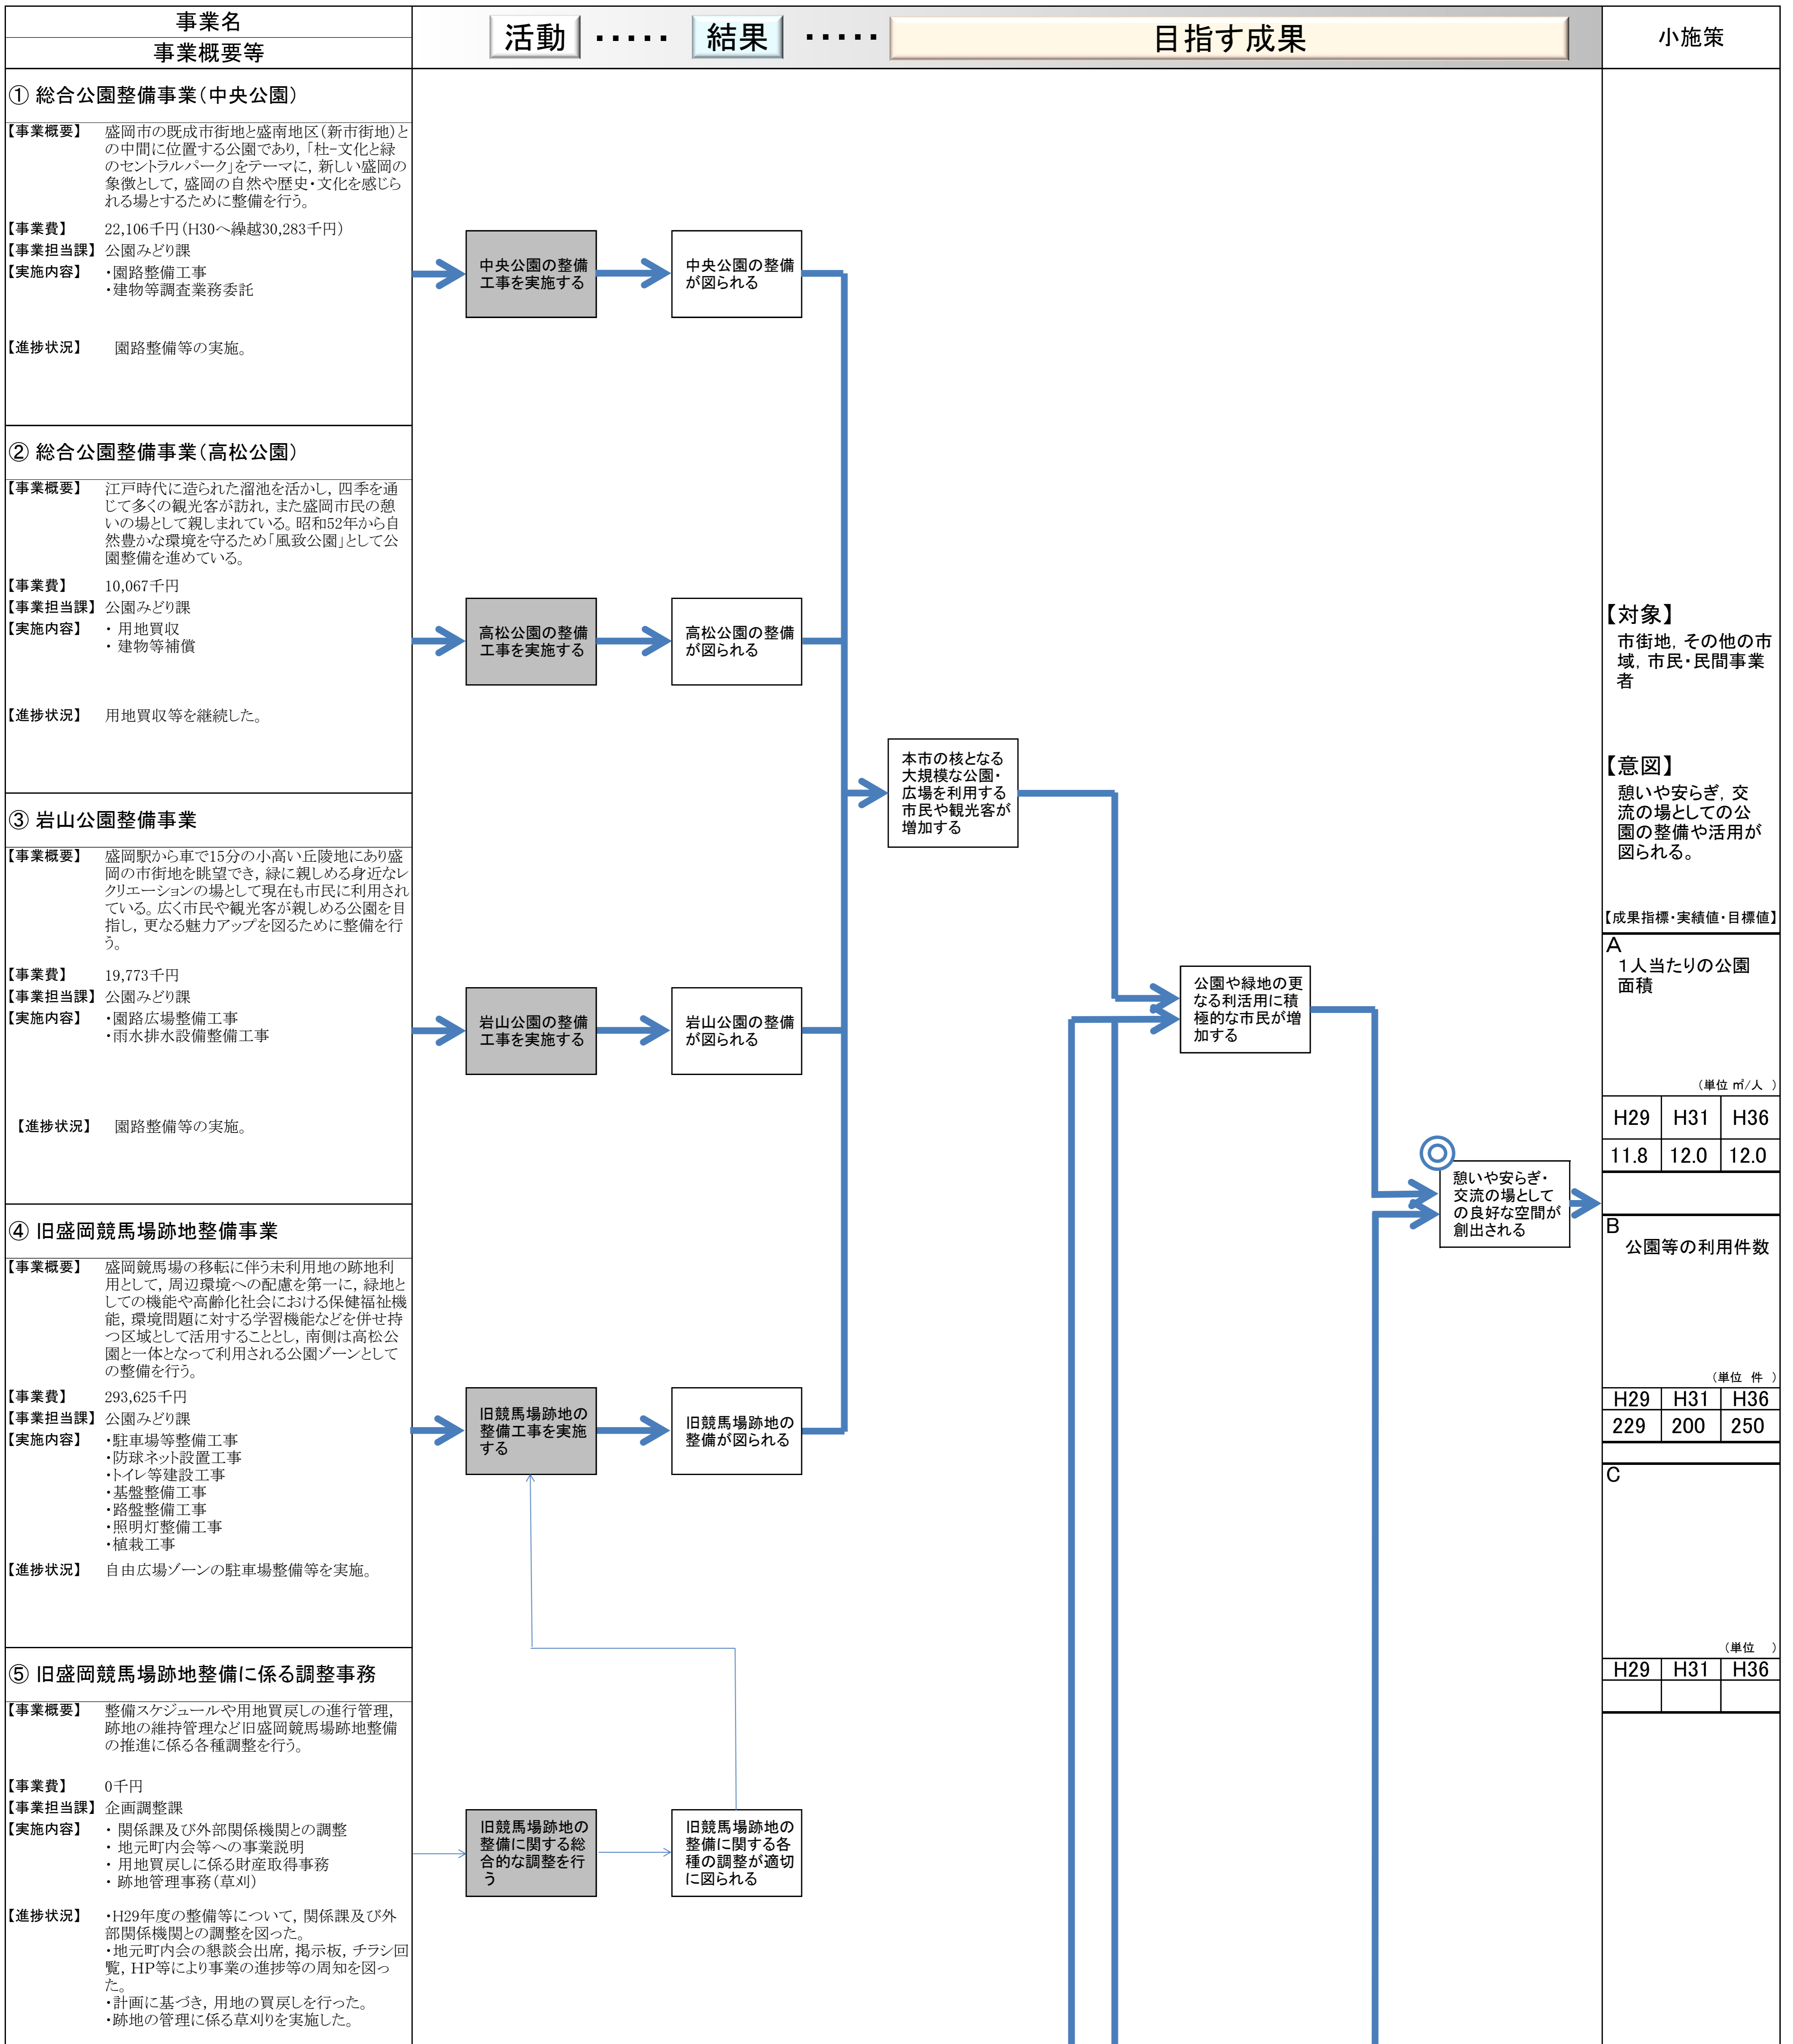 事業名
事業概要等
活動 ・・・・・ 結果 ・・・・・ 目指す成果
小施策
① 総合公園整備事業（中央公園）
【事業概要】 盛岡市の既成市街地と盛南地区（新市街地）と
の中間に位置する公園であり，「杜−文化と緑
のセントラルパーク」をテーマに，新しい盛岡の
象徴として，盛岡の自然や歴史・文化を感じら
れる場とするために整備を行う。
【事業費】 22,106千円（H30へ繰越30,283千円）
【事業担当課】 公園みどり課
【実施内容】 ・園路整備工事
・建物等調査業務委託
【進捗状況】 園路整備等の実施。
中央公園の整備
工事を実施する
中央公園の整備
が図られる
② 総合公園整備事業（高松公園）
【事業概要】 江戸時代に造られた溜池を活かし，四季を通
じて多くの観光客が訪れ，また盛岡市民の憩
いの場として親しまれている。昭和52年から自
然豊かな環境を守るため「風致公園」として公
園整備を進めている。
【事業費】 10,067千円
【事業担当課】 公園みどり課
【実施内容】 ・ 用地買収
・ 建物等補償
【進捗状況】 用地買収等を継続した。
高松公園の整備
工事を実施する
高松公園の整備
が図られる
本市の核となる
大規模な公園・
広場を利用する
市民や観光客が
増加する
③ 岩山公園整備事業
【事業概要】 盛岡駅から車で15分の小高い丘陵地にあり盛
岡の市街地を眺望でき，緑に親しめる身近なレ
クリエーションの場として現在も市民に利用され
ている。広く市民や観光客が親しめる公園を目
指し，更なる魅力アップを図るために整備を行
う。
【事業費】 19,773千円
【事業担当課】 公園みどり課
【実施内容】 ・園路広場整備工事
・雨水排水設備整備工事
【進捗状況】 園路整備等の実施。
岩山公園の整備
工事を実施する
岩山公園の整備
が図られる
公園や緑地の更
なる利活用に積
極的な市民が増
加する
◎
憩いや安らぎ・
交流の場として
の良好な空間が
創出される
④ 旧盛岡競馬場跡地整備事業
【事業概要】 盛岡競馬場の移転に伴う未利用地の跡地利
用として，周辺環境への配慮を第一に，緑地と
しての機能や高齢化社会における保健福祉機
能，環境問題に対する学習機能などを併せ持
つ区域として活用することとし，南側は高松公
園と一体となって利用される公園ゾーンとして
の整備を行う。
【事業費】 293,625千円
【事業担当課】 公園みどり課
【実施内容】 ・駐車場等整備工事
・防球ネット設置工事
・トイレ等建設工事
・基盤整備工事
・路盤整備工事
・照明灯整備工事
・植栽工事
【進捗状況】 自由広場ゾーンの駐車場整備等を実施。
旧競馬場跡地の
整備工事を実施
する
旧競馬場跡地の
整備が図られる
⑤ 旧盛岡競馬場跡地整備に係る調整事務
【事業概要】 整備スケジュールや用地買戻しの進行管理，
跡地の維持管理など旧盛岡競馬場跡地整備
の推進に係る各種調整を行う。
【事業費】 0千円
【事業担当課】 企画調整課
【実施内容】 ・ 関係課及び外部関係機関との調整
・ 地元町内会等への事業説明
・ 用地買戻しに係る財産取得事務
・ 跡地管理事務（草刈）
【進捗状況】 ・H29年度の整備等について，関係課及び外
部関係機関との調整を図った。
・地元町内会の懇談会出席，掲示板，チラシ回
覧，HP等により事業の進捗等の周知を図っ
た。
・計画に基づき，用地の買戻しを行った。
・跡地の管理に係る草刈りを実施した。
旧競馬場跡地の
整備に関する総
合的な調整を行
う
旧競馬場跡地の
整備に関する各
種の調整が適切
に図られる
【対象】
市街地，その他の市
域，市民・民間事業
者
【意図】
憩いや安らぎ，交
流の場としての公
園の整備や活用が
図られる。
【成果指標・実績値・目標値】
A
１人当たりの公園
面積
（単位 ㎡/人 ）
H29 H31 H36
11.8 12.0 12.0
B
公園等の利用件数
（単位 件 ）
H29 H31 H36
229 200 250
C
（単位 ）
H29 H31 H36